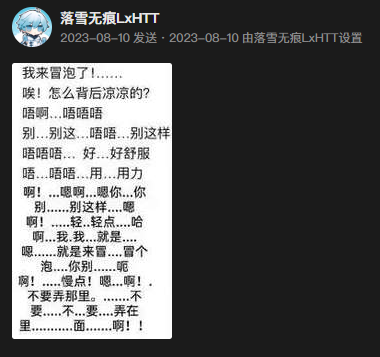 落雪无痕LxHTT
2023-08-10 发送 · 2023-08-10 由落雪无痕LxHTT设置
我来冒泡了!……
唉！怎么背后凉凉的?
唔啊…唔唔唔
别…别这…唔唔…别这样
唔唔唔… 好…好舒服
唔…唔唔…用…用力
啊！...嗯啊...嗯你...你
别......别这样....嗯
啊！.....轻..轻点....哈
啊...我.我...就是....
嗯......就是来冒....冒个
泡....你别......呃
啊！.....慢点！嗯...啊！.
不要弄那里。.......不
要.....不...要....弄在
里...........面.......啊！！